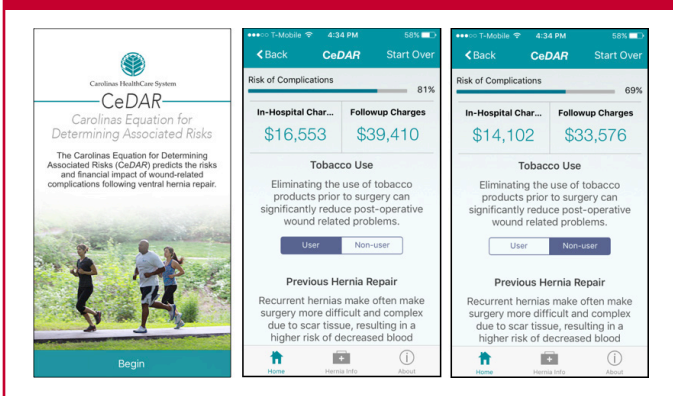 Carolinas HealthCare System
CeDAR
Carolinas Equation for
Determining Associated Risks
The Carolinas Equation for Determining
Associated Risks (CeDAR) predicts the risks
and financial impact of wound-related
complications following ventral hernia repair.
Begin
T-Mobile 4:34 PM 58%
Back CeDAR Start Over
Risk of Complications
81%
In-Hospital Char... Followup Charges
$16,553 $39,410
Tobacco Use
Eliminating the use of tobacco
products prior to surgery can
significantly reduce post-operative
wound related problems.
User Non-user
Previous Hernia Repair
Recurrent hernias make often make
surgery more difficult and complex
due to scar tissue, resulting in a
higher risk of decreased blood
Home Hernia Info About
T-Mobile 4:34 PM 58%
Back CeDAR Start Over
Risk of Complications
69%
In-Hospital Char... Followup Charges
$14,102 $33,576
Tobacco Use
Eliminating the use of tobacco
products prior to surgery can
significantly reduce post-operative
wound related problems.
User Non-user
Previous Hernia Repair
Recurrent hernias make often make
surgery more difficult and complex
due to scar tissue, resulting in a
higher risk of decreased blood
Home Hernia Info About